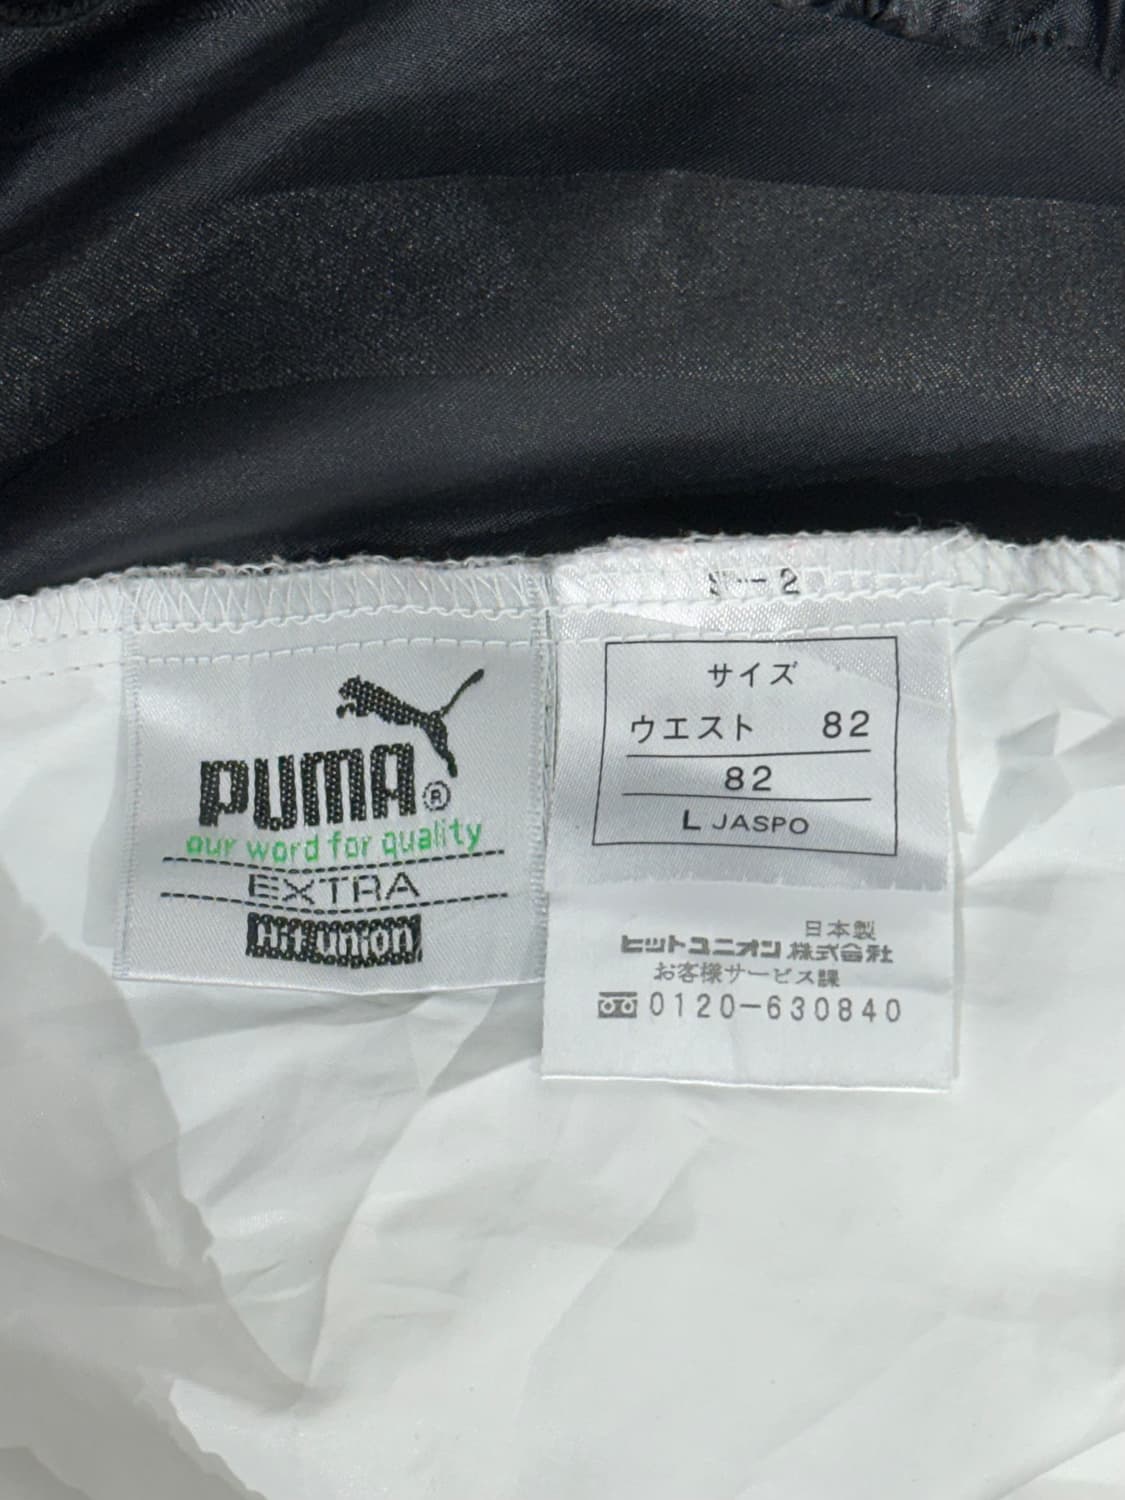 PUMA®
our word for quality
EXTRA
Hit union
サイズ
ウエスト 82
82
L JASPO
日本製
ヒットユニオン株式会社
お客様サービス課
0120-630840